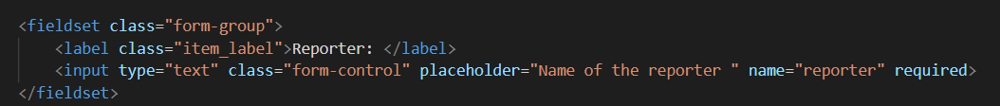 <fieldset class="form-group">
    <label class="item_label">Reporter: </label>
    <input type="text" class="form-control" placeholder="Name of the reporter " name="reporter" required>
</fieldset>